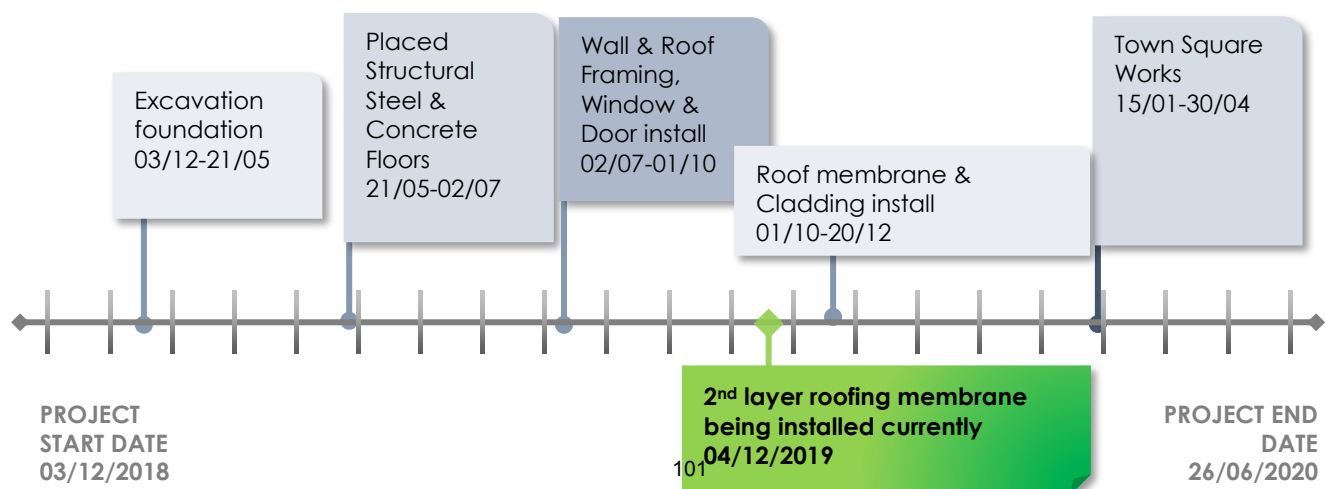 Excavation
foundation
03/12-21/05
Placed
Structural
Steel &
Concrete
Floors
21/05-02/07
Wall & Roof
Framing,
Window &
Door install
02/07-01/10
Roof membrane &
Cladding install
01/10-20/12
Town Square
Works
15/01-30/04
PROJECT
START DATE
03/12/2018
2nd layer roofing membrane
being installed currently
04/12/2019
101
PROJECT END
DATE
26/06/2020